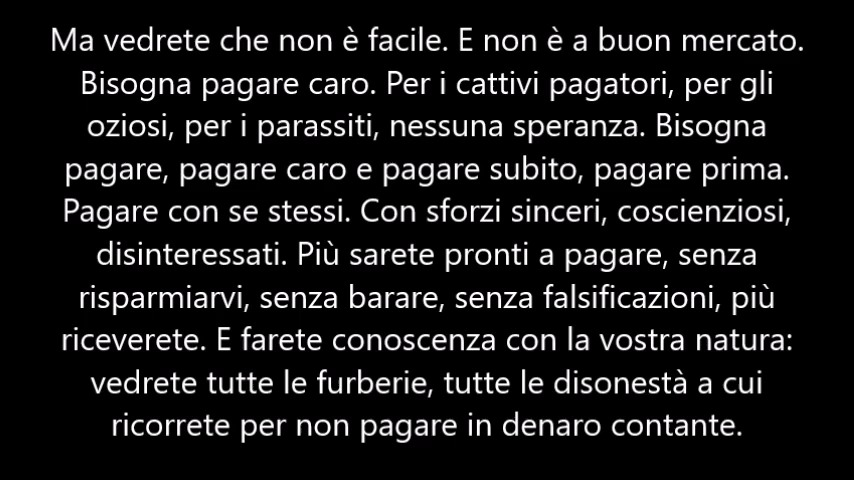 Ma vedrete che non è facile. E non è a buon mercato.
Bisogna pagare caro. Per i cattivi pagatori, per gli
oziosi, per i parassiti, nessuna speranza. Bisogna
pagare, pagare caro e pagare subito, pagare prima.
Pagare con se stessi. Con sforzi sinceri, coscienziosi,
disinteressati. Più sarete pronti a pagare, senza
risparmiarvi, senza barare, senza falsificazioni, più
riceverete. E farete conoscenza con la vostra natura:
vedrete tutte le furberie, tutte le disonestà a cui
ricorrete per non pagare in denaro contante.